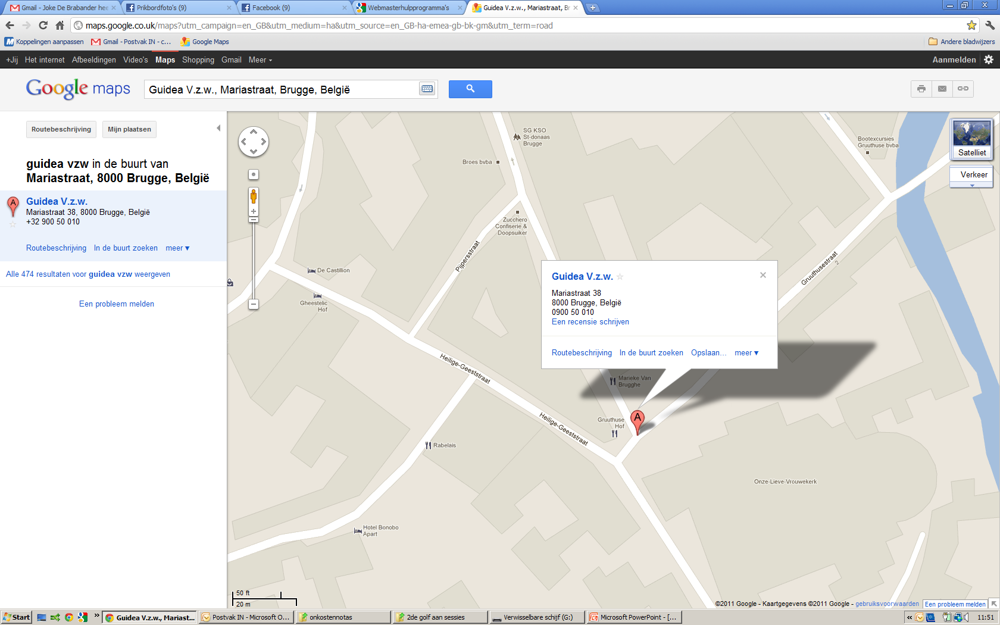 Gmail - Joke De Brabander hee
Prikbordfoto's (9)
Facebook (9)
Webmasterhulpprogramma's
Guidea V.z.w., Mariastraat, Br
maps.google.co.uk/maps?utm_campaign=en_GB&utm_medium=ha&utm_source=en_GB-ha-emea-gb-bk-gm&utm_term=road
Koppelingen aanpassen
Gmail - Postvak IN - c...
Google Maps
Andere bladwijzers
+Jij Het internet Afbeeldingen Video's Maps Shopping Gmail Meer
Aanmelden
Google maps
Guidea V.z.w., Mariastraat, Brugge, België
Routebeschrijving
Mijn plaatsen
guidea vzw in de buurt van
Mariastraat, 8000 Brugge, België
A
Guidea V.z.w.
Mariastraat 38, 8000 Brugge, België
+32 900 50 010
Routebeschrijving In de buurt zoeken meer ▼
Alle 474 resultaten voor guidea vzw weergeven
Een probleem melden
SG KSO
St-donaas
Brugge
Broes bvba
Bootexcursies
Gruuthuse bvba
Satelliet
Verkeer
Zucchero
Confiserie &
Doopsuiker
Pijpersstraat
De Castillion
Gheestelic
Hof
Gruuthusestraat
2
Guidea V.z.w.
Mariastraat 38
8000 Brugge, België
0900 50 010
Een recensie schrijven
Routebeschrijving In de buurt zoeken Opslaan... meer ▼
Heilige-Geeststraat
Marieke Van
Brugghe
Heilige-Geeststraat
Gruuthuse
Hof
A
Rabelais
Onze-Lieve-Vrouwekerk
Hotel Bonobo
Apart
50 ft
20 m
©2011 Google - Kaartgegevens ©2011 Google - gebruiksvoorwaarden
Een probleem melden
Start
»
Guidea V.z.w., Mariast...
Postvak IN - Microsoft O...
onkostennotas
2de golf aan sessies
Verwisselbare schijf (G:)
Microsoft PowerPoint - [...
«
11:51